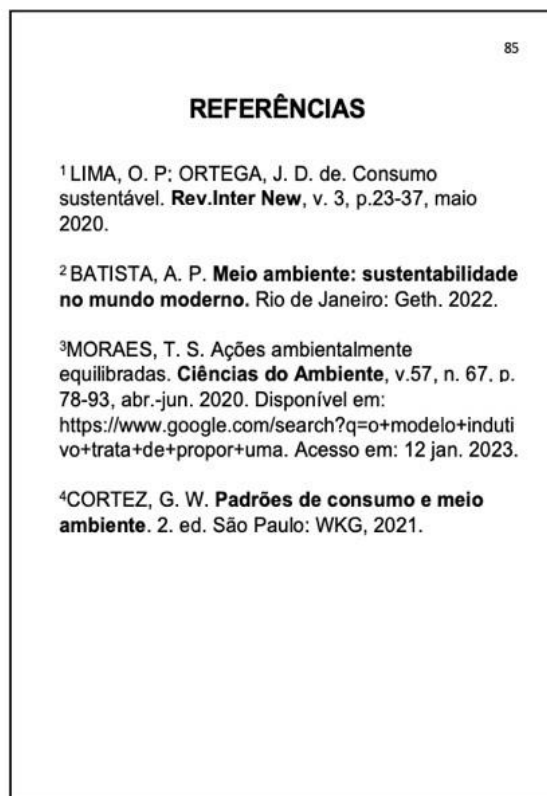 85
REFERÊNCIAS
¹ LIMA, O. P; ORTEGA, J. D. de. Consumo
sustentável. Rev.Inter New, v. 3, p.23-37, maio
2020.
² BATISTA, A. P. Meio ambiente: sustentabilidade
no mundo moderno. Rio de Janeiro: Geth. 2022.
³MORAES, T. S. Ações ambientalmente
equilibradas. Ciências do Ambiente, v.57, n. 67, p.
78-93, abr.-jun. 2020. Disponível em:
https://www.google.com/search?q=o+modelo+induti
vo+trata+de+propor+uma. Acesso em: 12 jan. 2023.
⁴CORTEZ, G. W. Padrões de consumo e meio
ambiente. 2. ed. São Paulo: WKG, 2021.